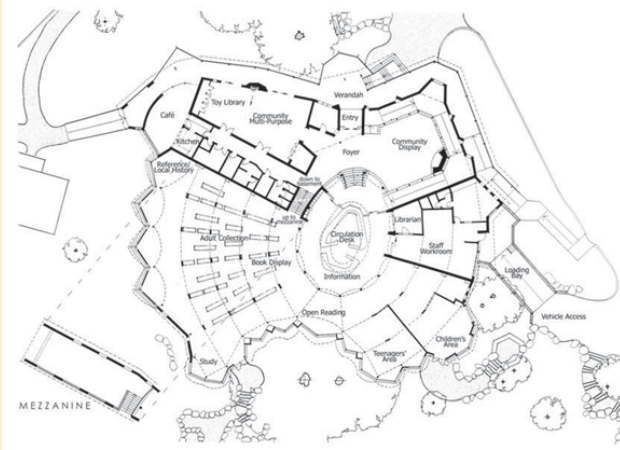 Verandah
Toy Library
Café
Community
Multi-Purpose
Entry
Kitchen
Foyer
Community
Display
Reference/
Local History
down to
basement
up to
mezzanine
Librarian
Adult Collection
Circulation
Desk
Staff
Workroom
Book Display
Information
Loading
Bay
Open Reading
Vehicle Access
Children's
Area
Study
Teenagers'
Area
MEZZANINE